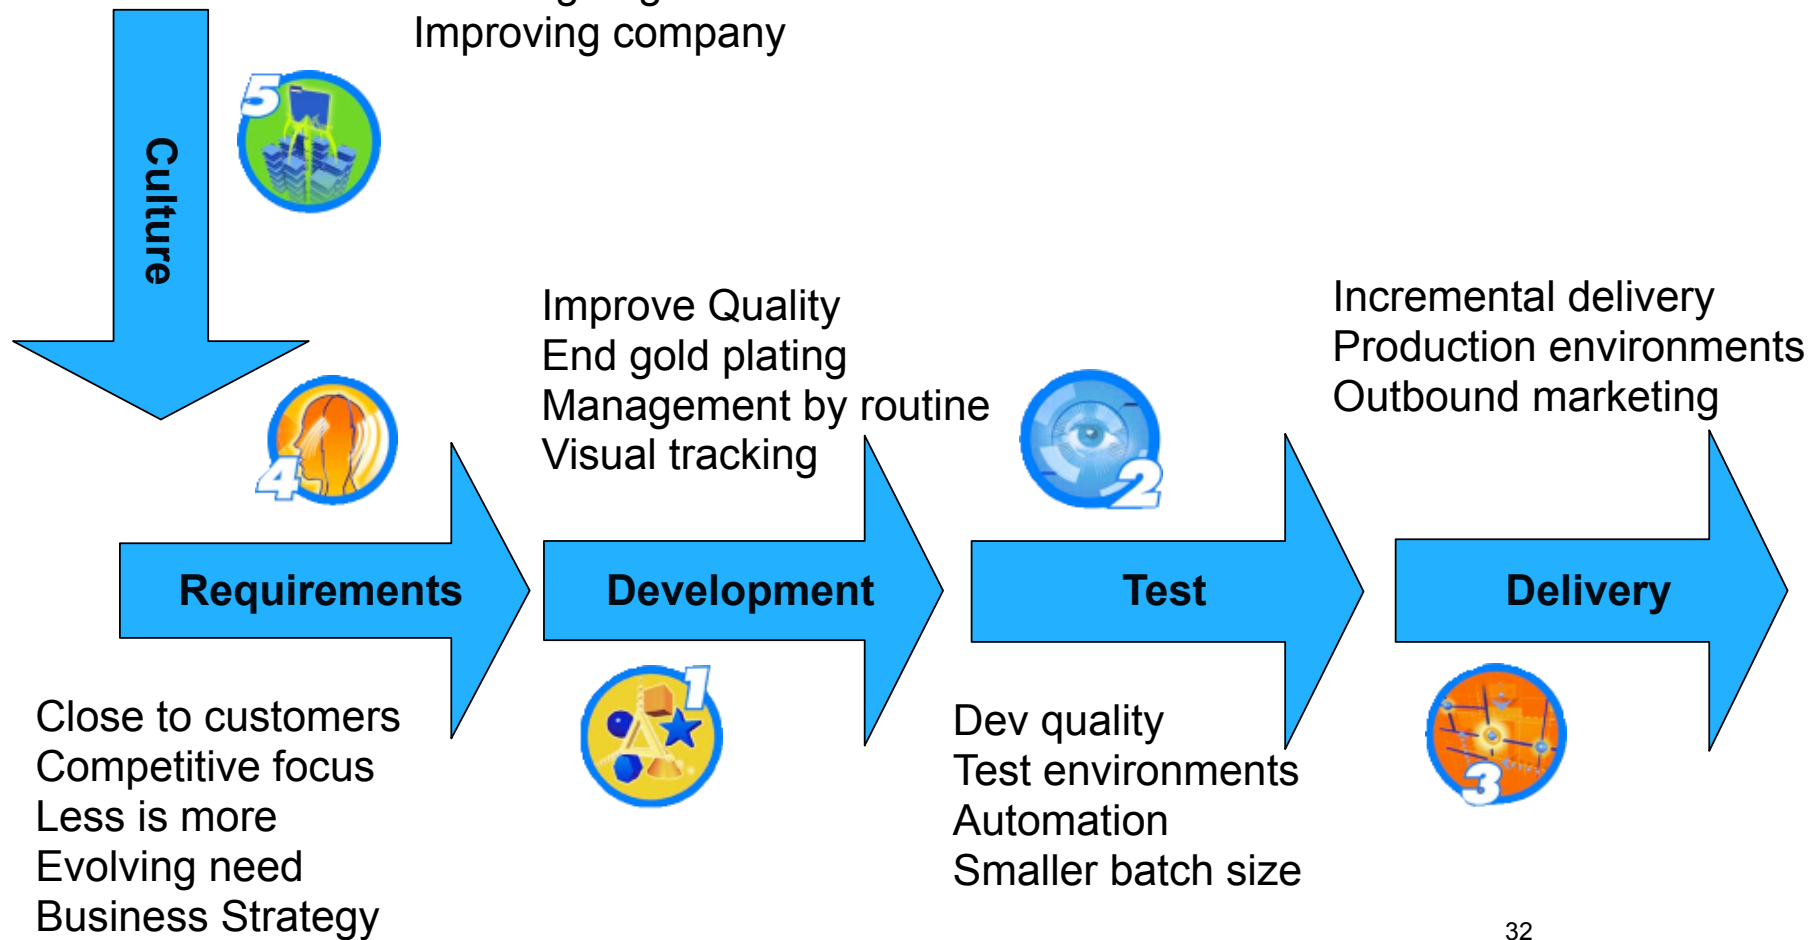 Improving company
5
Culture
Improve Quality
End gold plating
Management by routine
Visual tracking
Incremental delivery
Production environments
Outbound marketing
4
2
Requirements
Development
Test
Delivery
1
3
Close to customers
Competitive focus
Less is more
Evolving need
Business Strategy
Dev quality
Test environments
Automation
Smaller batch size
32